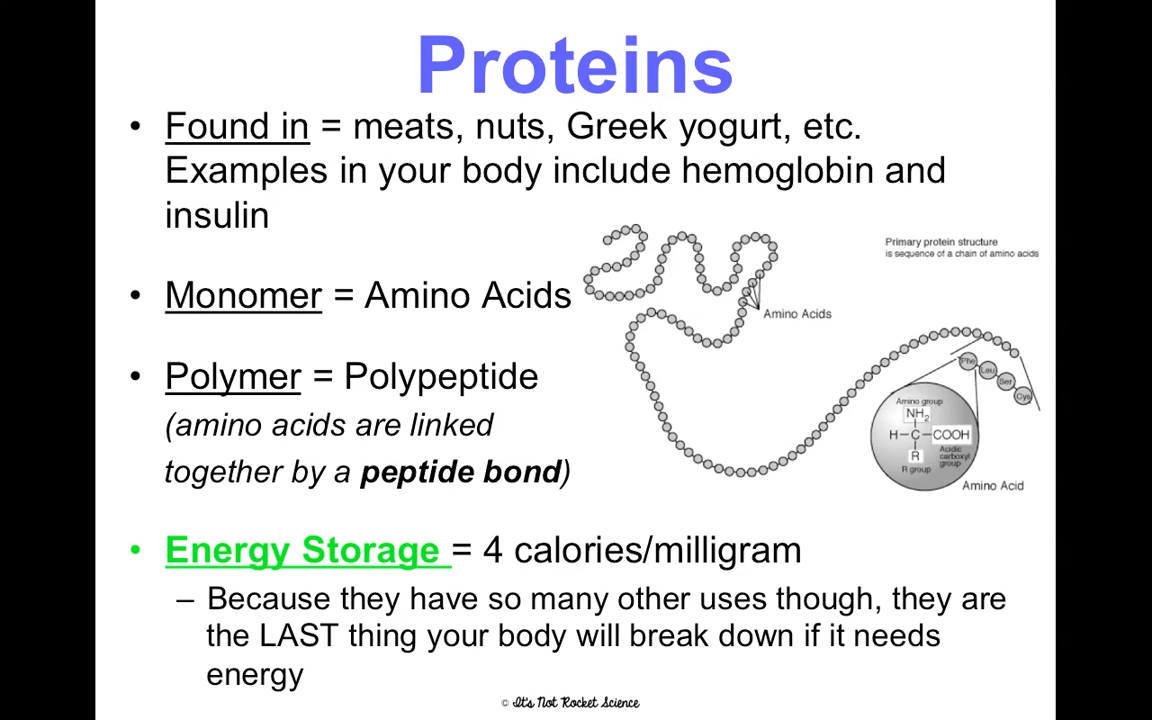 Proteins
• Found in = meats, nuts, Greek yogurt, etc.
Examples in your body include hemoglobin and
insulin
Primary protein structure
is sequence of a chain of amino acids
• Monomer = Amino Acids
Amino Acids
• Polymer = Polypeptide
(amino acids are linked
together by a peptide bond)
Phe
Leu
Ser
Cys
Amino group
NH2
H–C–COOH
Acidic
carboxyl
group
R
R group
Amino Acid
• Energy Storage = 4 calories/milligram
– Because they have so many other uses though, they are
the LAST thing your body will break down if it needs
energy
© It's Not Rocket Science